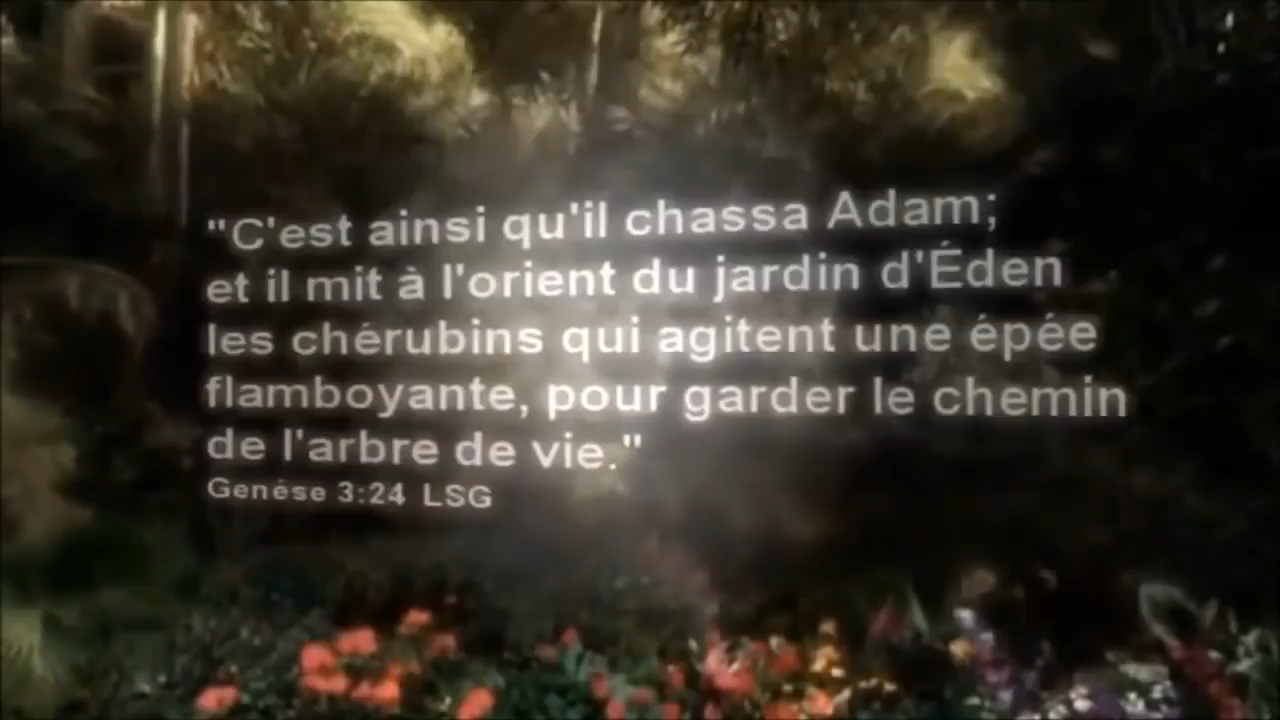 "C'est ainsi qu'il chassa Adam;
et il mit à l'orient du jardin d'Éden
les chérubins qui agitent une épée
flamboyante, pour garder le chemin
de l'arbre de vie."
Genèse 3:24 LSG